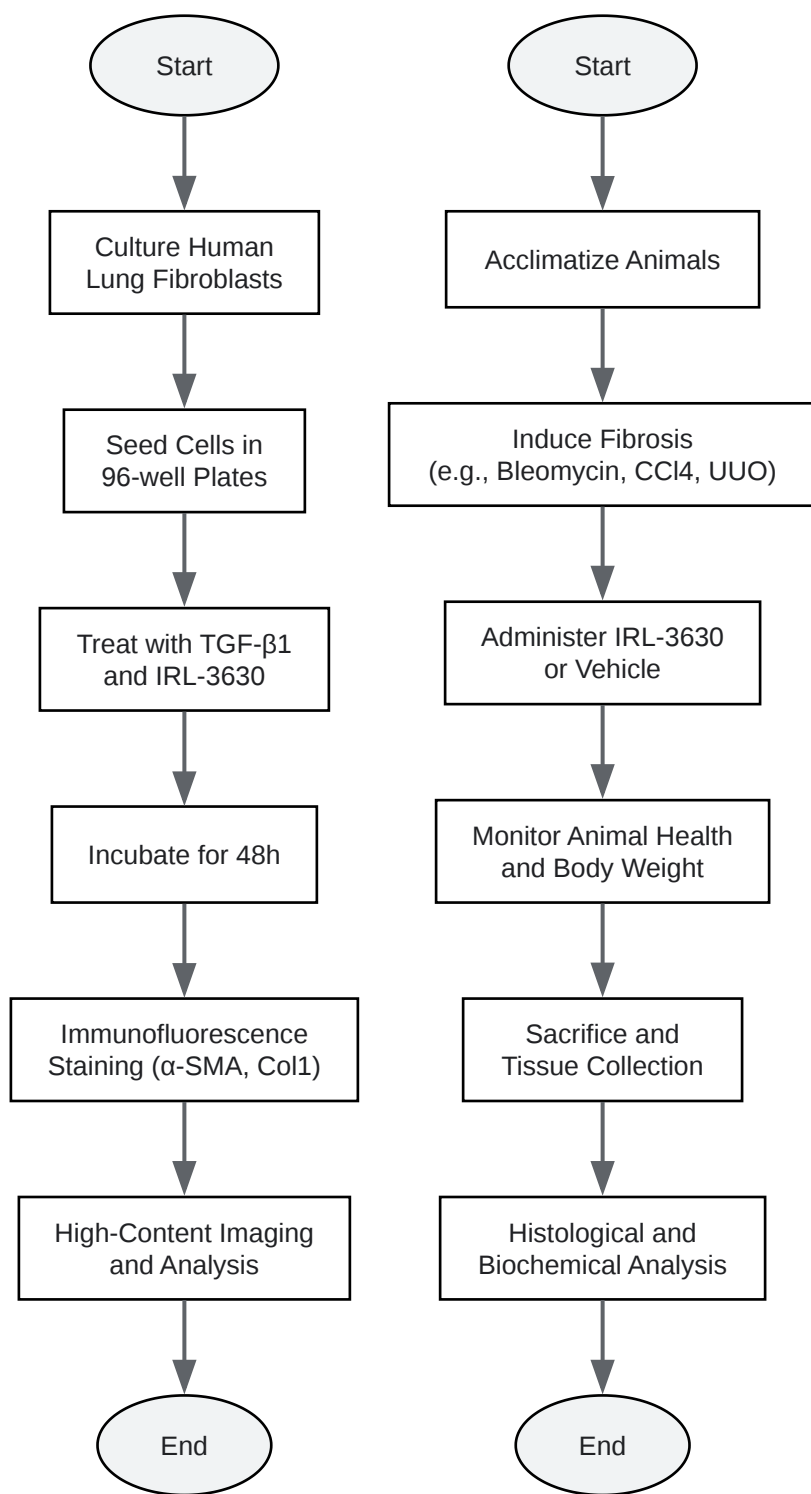 Start
Culture Human
Lung Fibroblasts
Seed Cells in
96-well Plates
Treat with TGF-β1
and IRL-3630
Incubate for 48h
Immunofluorescence
Staining (α-SMA, Col1)
High-Content Imaging
and Analysis
End
Start
Acclimatize Animals
Induce Fibrosis
(e.g., Bleomycin, CCl4, UUO)
Administer IRL-3630
or Vehicle
Monitor Animal Health
and Body Weight
Sacrifice and
Tissue Collection
Histological and
Biochemical Analysis
End